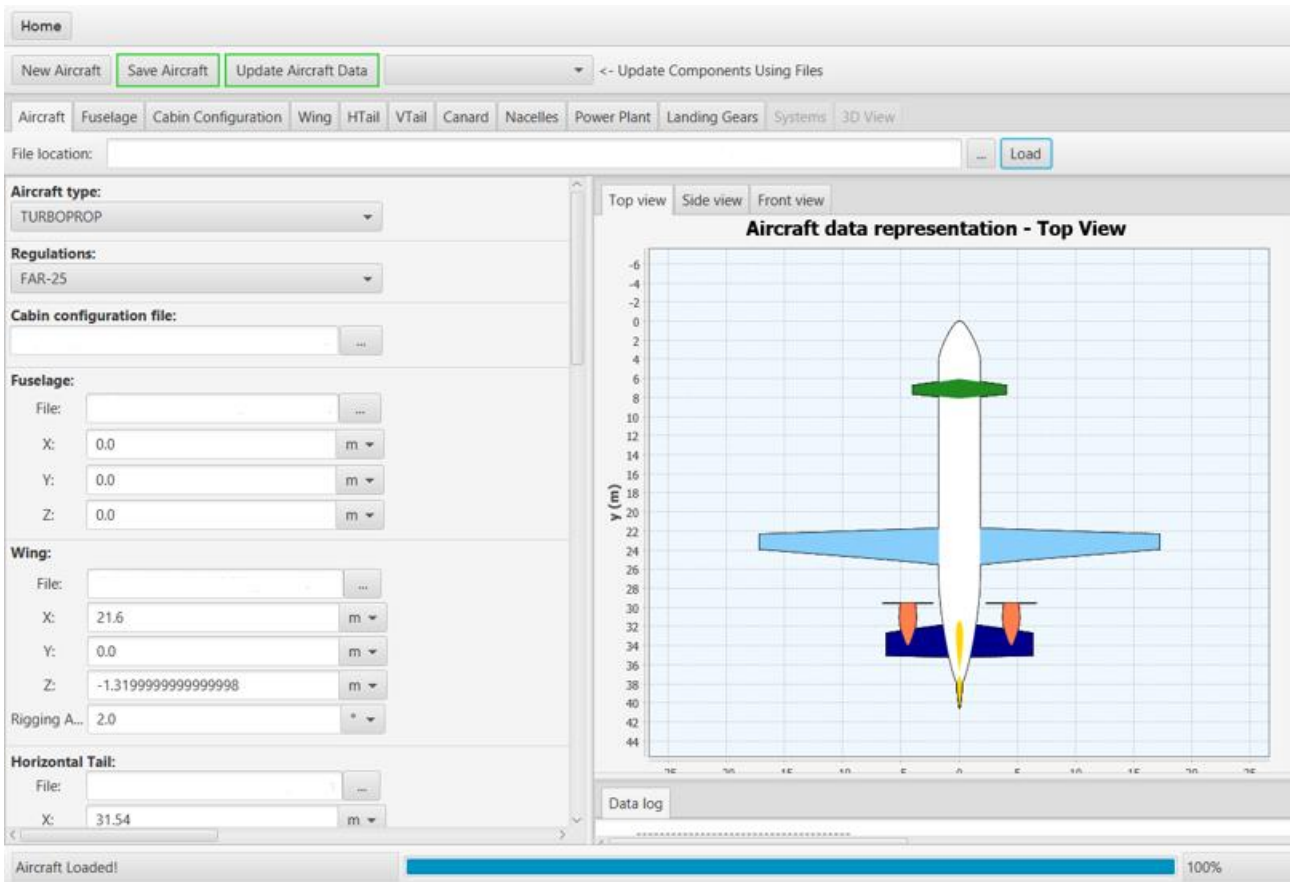 Home
New Aircraft Save Aircraft Update Aircraft Data <- Update Components Using Files
Aircraft Fuselage Cabin Configuration Wing HTail VTail Canard Nacelles Power Plant Landing Gears Systems 3D View
File location: ... Load
Aircraft type:
TURBOPROP
Regulations:
FAR-25
Cabin configuration file:
...
Fuselage:
File: ...
X: 0.0 m
Y: 0.0 m
Z: 0.0 m
Wing:
File: ...
X: 21.6 m
Y: 0.0 m
Z: -1.3199999999999998 m
Rigging A... 2.0 °
Horizontal Tail:
File: ...
X: 31.54 m
Top view Side view Front view
Aircraft data representation - Top View
-6
-4
-2
0
2
4
6
8
10
12
14
16
18
20
22
24
26
28
30
32
34
36
38
40
42
44
y (m)
Data log
------------------------------------
Aircraft Loaded! 100%